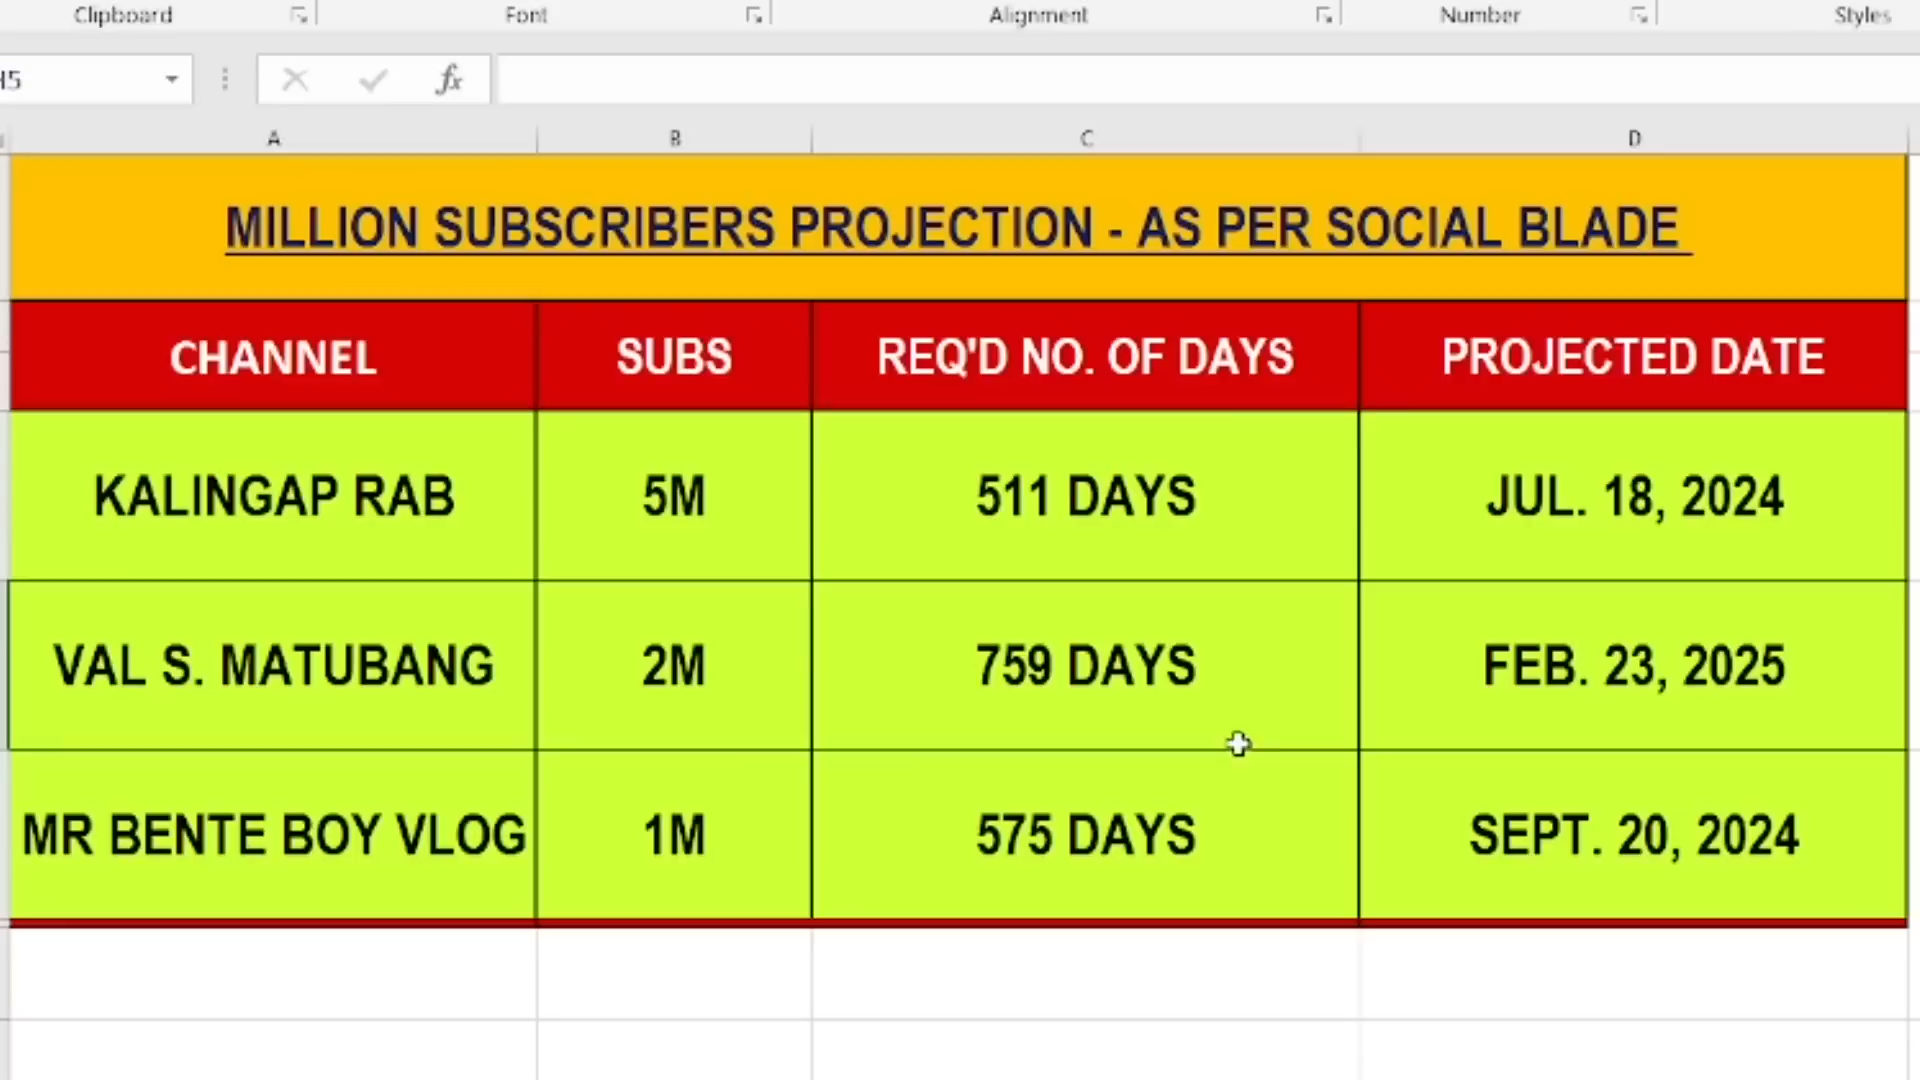 Clipboard Font Alignment Number Styles
H5 fx
A B C D
MILLION SUBSCRIBERS PROJECTION - AS PER SOCIAL BLADE
CHANNEL SUBS REQ'D NO. OF DAYS PROJECTED DATE
KALINGAP RAB 5M 511 DAYS JUL. 18, 2024
VAL S. MATUBANG 2M 759 DAYS FEB. 23, 2025
MR BENTE BOY VLOG 1M 575 DAYS SEPT. 20, 2024